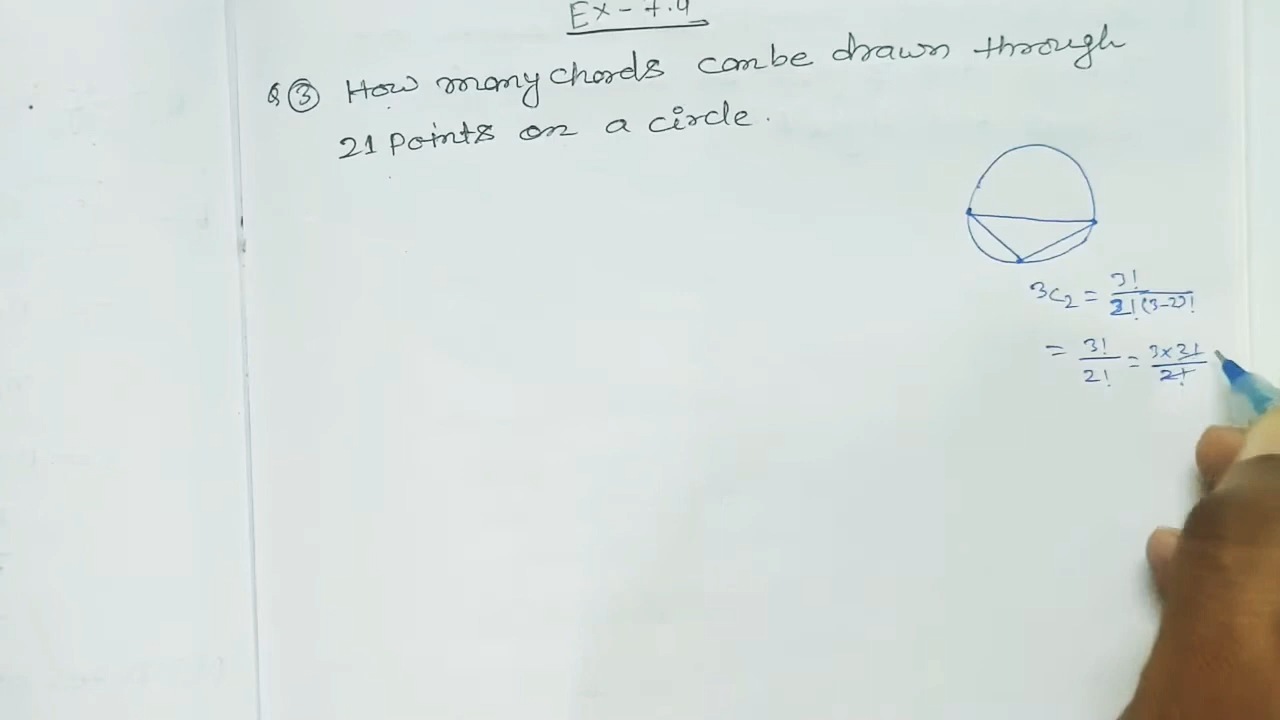 Ex - 7.4
Q ③ How many chords can be drawn through
21 points on a circle.
3C₂ = 3! / 2!(3-2)!
= 3! / 2! = 3×2! / 2!